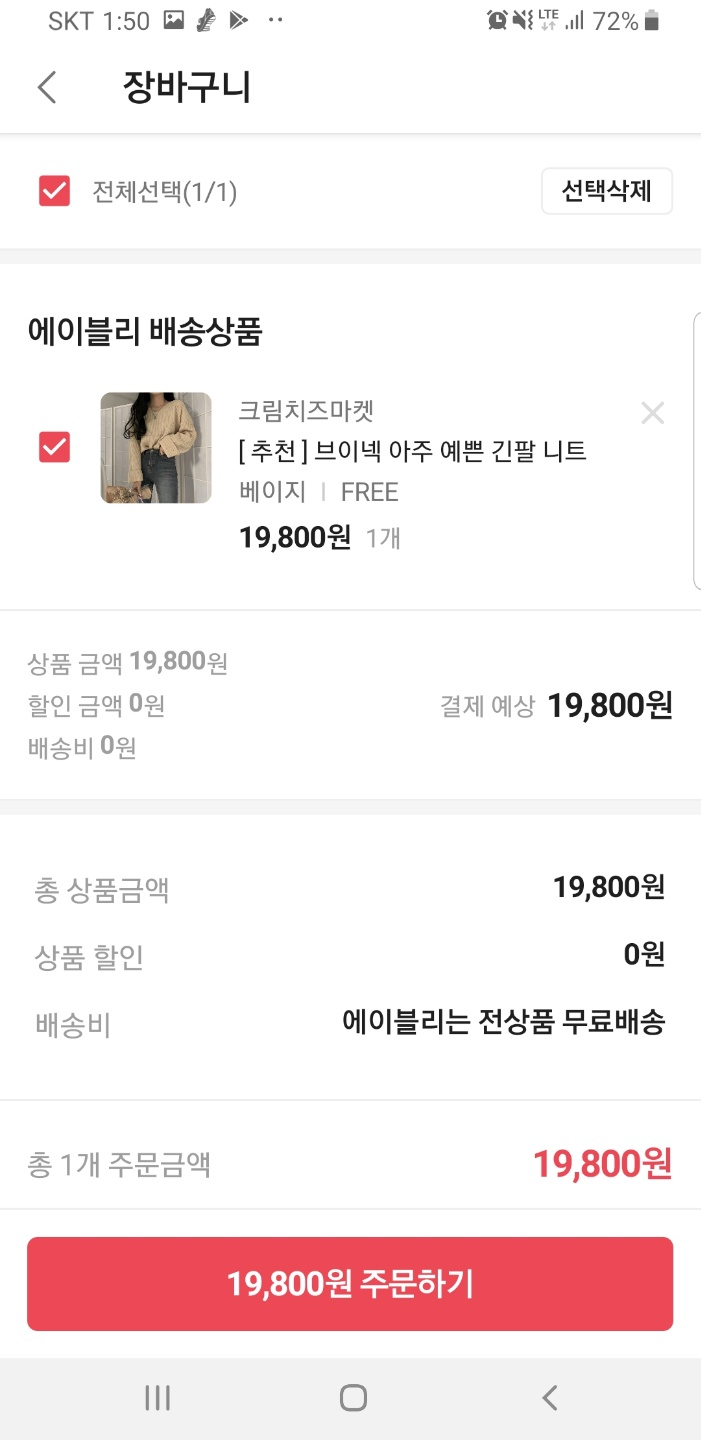 SKT 1:50
LTE 72%
장바구니
전체선택(1/1)
선택삭제
에이블리 배송상품
크림치즈마켓
[ 추천 ] 브이넥 아주 예쁜 긴팔 니트
베이지 | FREE
19,800원 1개
상품 금액 19,800원
할인 금액 0원
배송비 0원
결제 예상 19,800원
총 상품금액 19,800원
상품 할인 0원
배송비 에이블리는 전상품 무료배송
총 1개 주문금액 19,800원
19,800원 주문하기